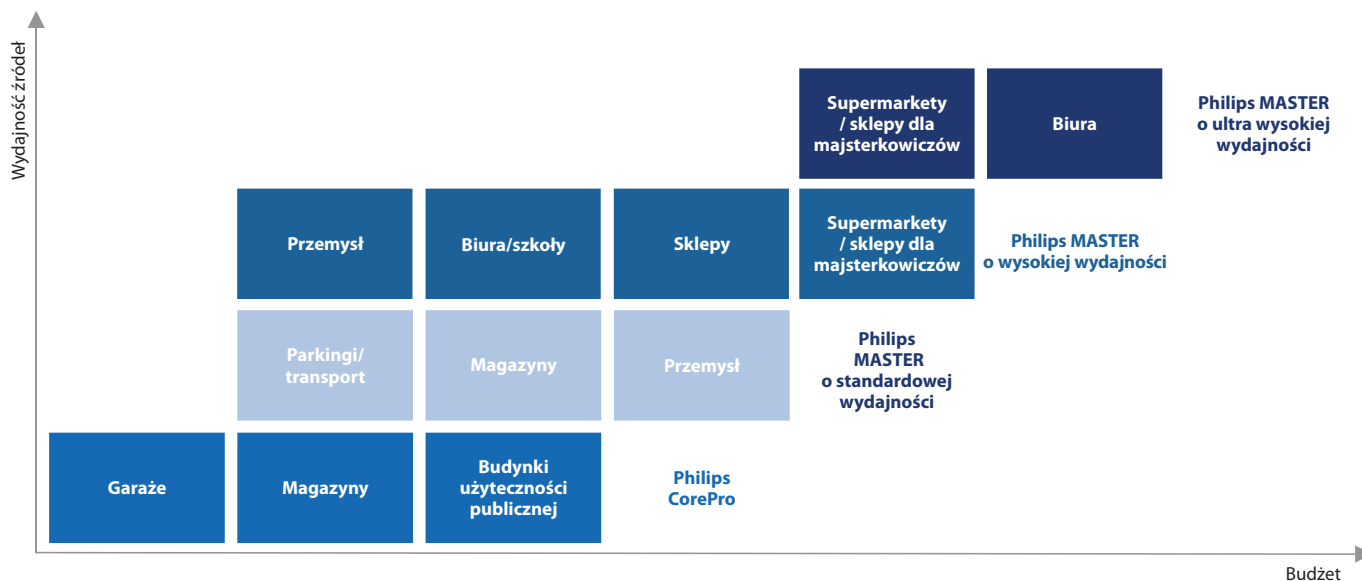 Wydajność źródeł
Supermarkety
/ sklepy dla
majsterkowiczów
Biura
Philips MASTER
o ultra wysokiej
wydajności
Przemysł
Biura/szkoły
Sklepy
Supermarkety
/ sklepy dla
majsterkowiczów
Philips MASTER
o wysokiej wydajności
Parkingi/
transport
Magazyny
Przemysł
Philips
MASTER
o standardowej
wydajności
Garaże
Magazyny
Budynki
użyteczności
publicznej
Philips
CorePro
Budżet